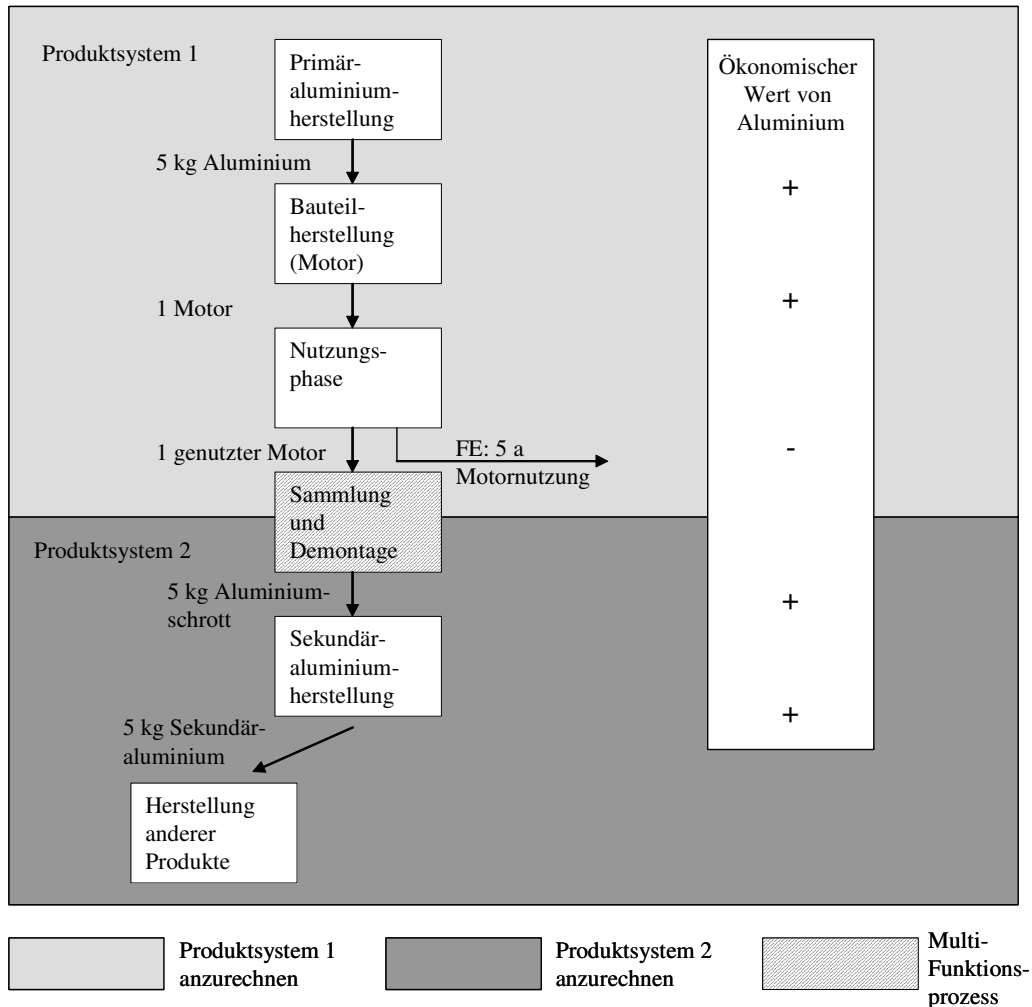 Produktsystem 1
Primär-
aluminium-
herstellung
5 kg Aluminium
Bauteil-
herstellung
(Motor)
1 Motor
Nutzungs-
phase
1 genutzter Motor
FE: 5 a
Motornutzung
Sammlung
und
Demontage
Produktsystem 2
5 kg Aluminium-
schrott
Sekundär-
aluminium-
herstellung
5 kg Sekundär-
aluminium
Herstellung
anderer
Produkte
Ökonomischer
Wert von
Aluminium
+
+
-
+
+
Produktsystem 1
anzurechnen
Produktsystem 2
anzurechnen
Multi-
Funktions-
prozess